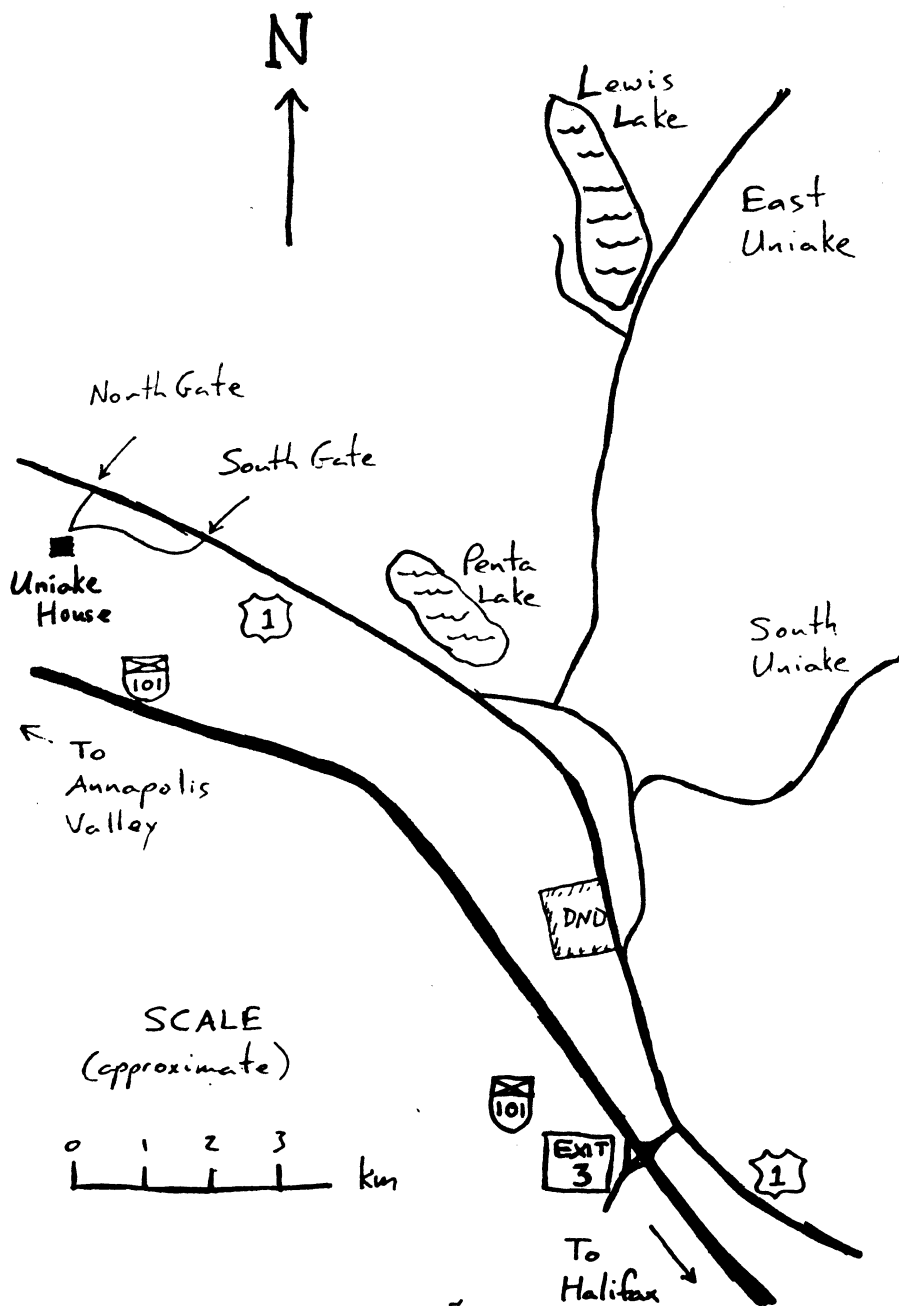 N
Lewis
Lake
East
Uniake
North Gate
South Gate
Penta
Lake
Uniake
House
1
South
Uniake
101
To
Annapolis
Valley
DND
SCALE
(approximate)
0 1 2 3
km
101
EXIT
3
1
To
Halifax